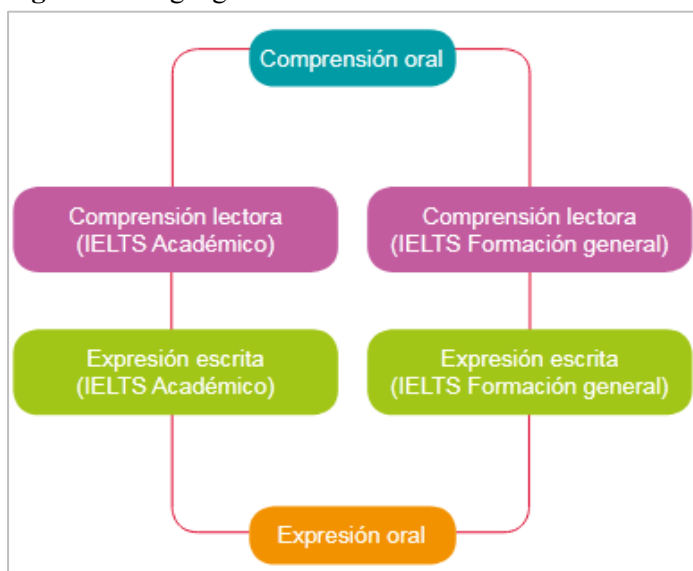 Comprensión oral
Comprensión lectora
(IELTS Académico)
Comprensión lectora
(IELTS Formación general)
Expresión escrita
(IELTS Académico)
Expresión escrita
(IELTS Formación general)
Expresión oral